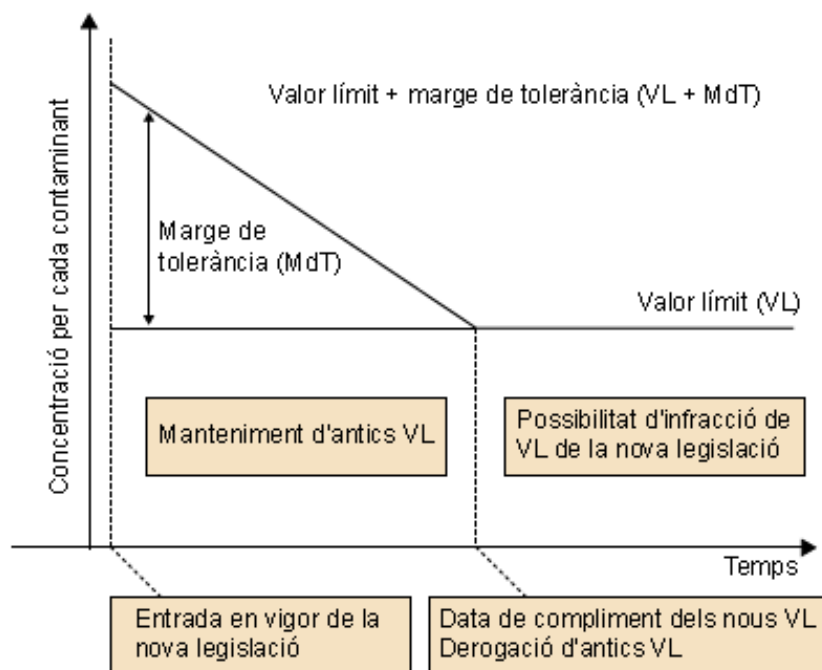 Concentració per cada contaminant
Valor límit + marge de tolerància (VL + MdT)
Marge de
tolerància (MdT)
Valor límit (VL)
Manteniment d'antics VL
Possibilitat d'infracció de
VL de la nova legislació
Temps
Entrada en vigor de la
nova legislació
Data de compliment dels nous VL
Derogació d'antics VL